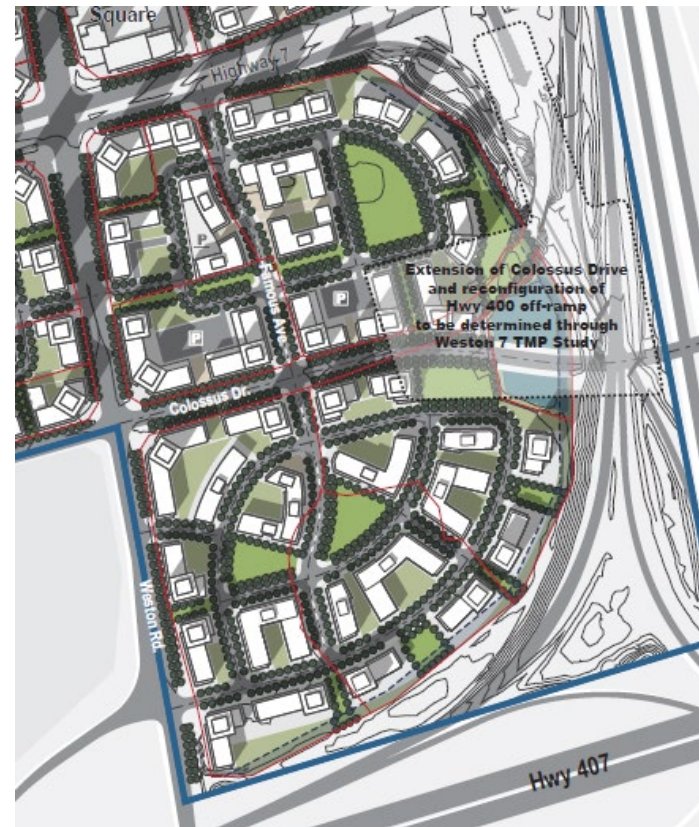 Square
Highway 7
P
Famous Ave.
P
P
Extension of Colossus Drive
and reconfiguration of
Hwy 400 off-ramp
to be determined through
Weston 7 TMP Study
Colossus Dr.
Weston Rd.
Hwy 407